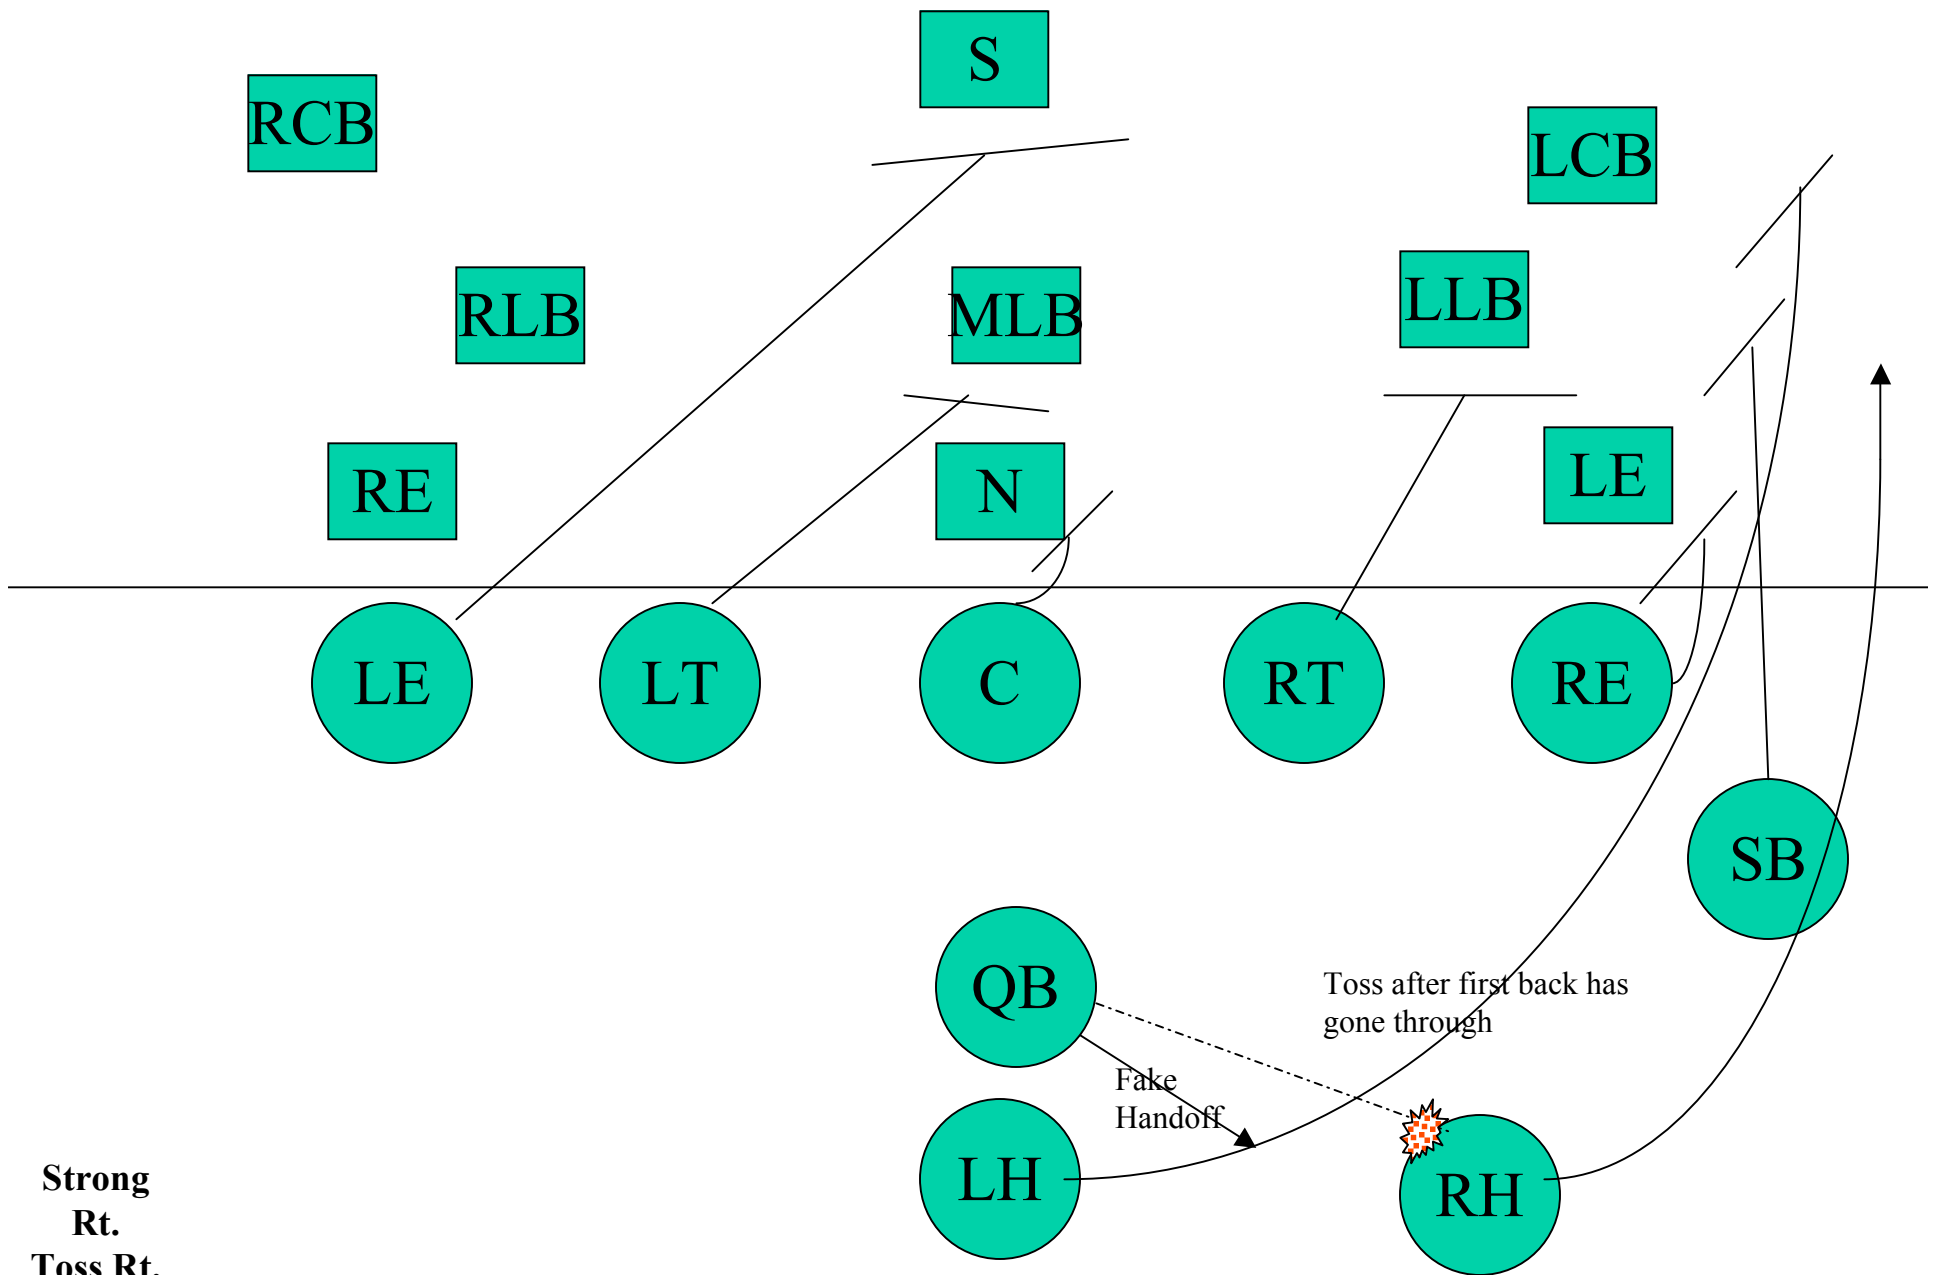 S
RCB
LCB
RLB
MLB
LLB
RE
N
LE
LE
LT
C
RT
RE
SB
QB
Toss after first back has
gone through
Fake
Handoff
LH
RH
Strong
Rt.
Toss Rt.